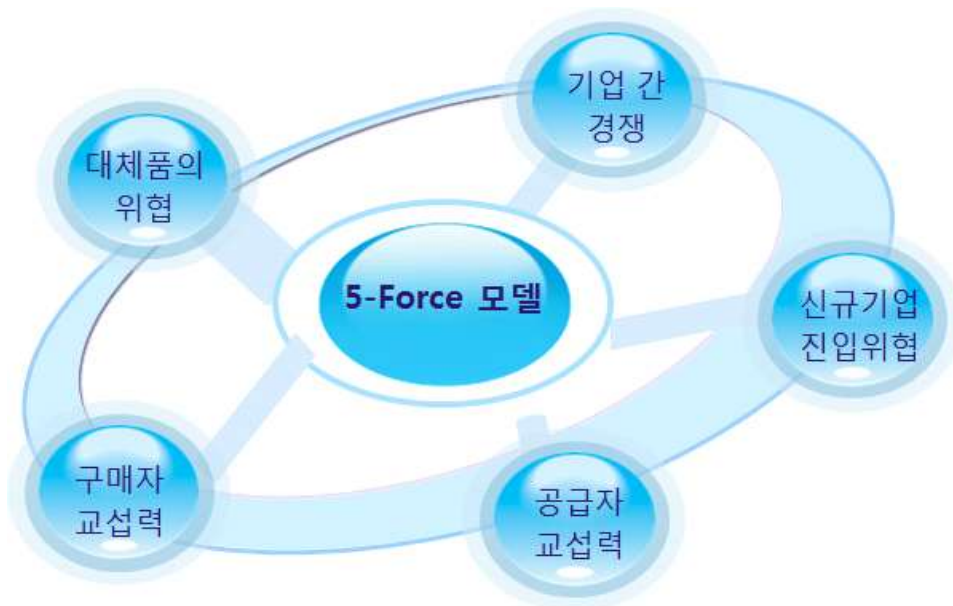 기업 간
경쟁
대체품의
위협
5-Force 모델
신규기업
진입위협
구매자
교섭력
공급자
교섭력